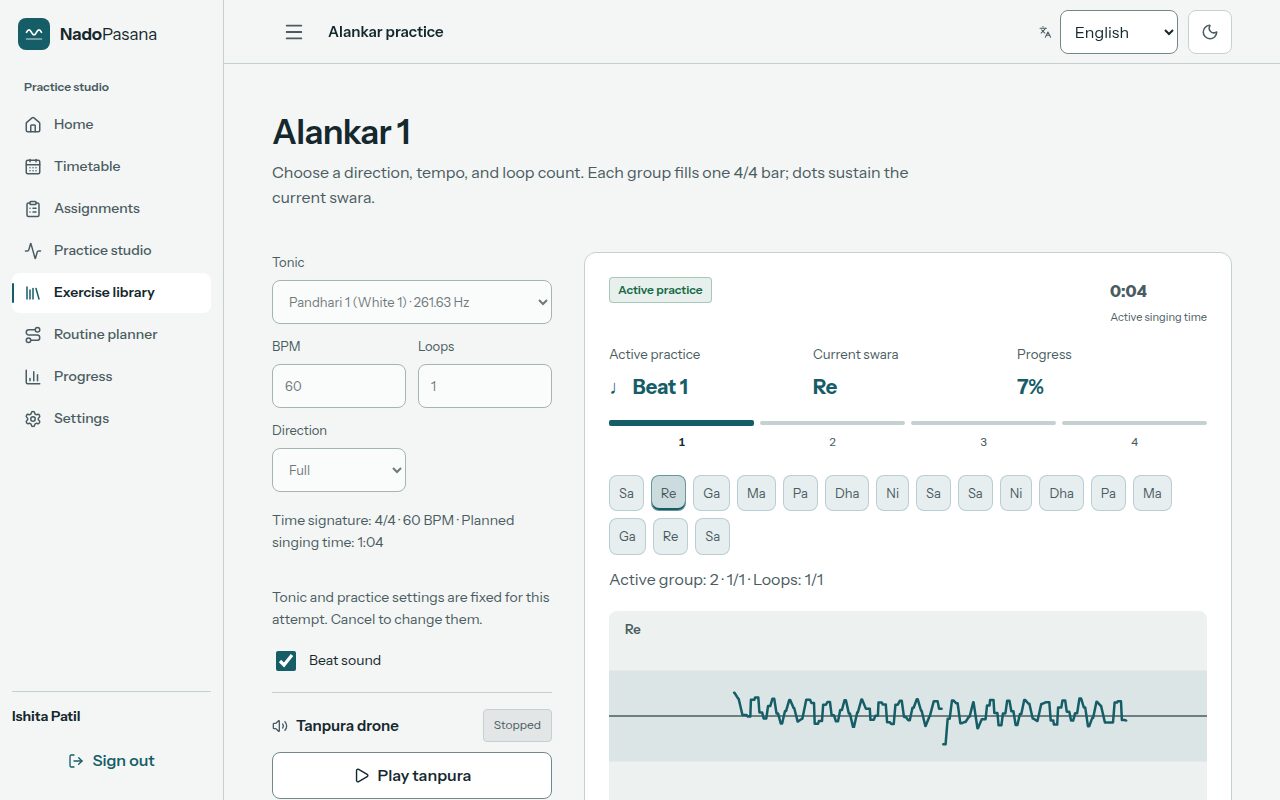 NadoPasana
Practice studio
Home
Timetable
Assignments
Practice studio
Exercise library
Routine planner
Progress
Settings
Ishita Patil
Sign out
Alankar practice
English
Alankar 1
Choose a direction, tempo, and loop count. Each group fills one 4/4 bar; dots sustain the
current swara.
Tonic
Pandhari 1 (White 1) · 261.63 Hz
BPM
Loops
60
1
Direction
Full
Time signature: 4/4 · 60 BPM · Planned
singing time: 1:04
Tonic and practice settings are fixed for this
attempt. Cancel to change them.
Beat sound
Tanpura drone
Stopped
Play tanpura
Active practice
0:04
Active singing time
Active practice
Current swara
Progress
♩ Beat 1
Re
7%
1
2
3
4
Sa Re Ga Ma Pa Dha Ni Sa Sa Ni Dha Pa Ma
Ga Re Sa
Active group: 2 · 1/1 · Loops: 1/1
Re